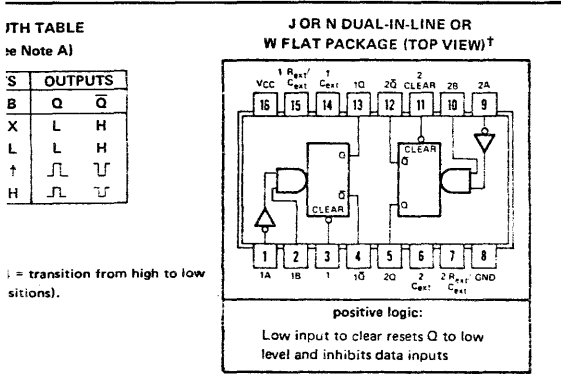 JTH TABLE
ee Note A)
S OUTPUTS
B Q Q̄
X L H
L L H
↑
H
= transition from high to low
sitions).
J OR N DUAL-IN-LINE OR
W FLAT PACKAGE (TOP VIEW)†
VCC 1 Rext/Cext 1 Cext 1Q 2Q̄ 2 CLEAR 2B 2A
16 15 14 13 12 11 10 9
Q Q̄ CLEAR
Q̄ Q
CLEAR
1 2 3 4 5 6 7 8
1A 1B 1 1Q̄ 2Q 2 Cext 2 Rext/Cext GND
positive logic:
Low input to clear resets Q to low
level and inhibits data inputs